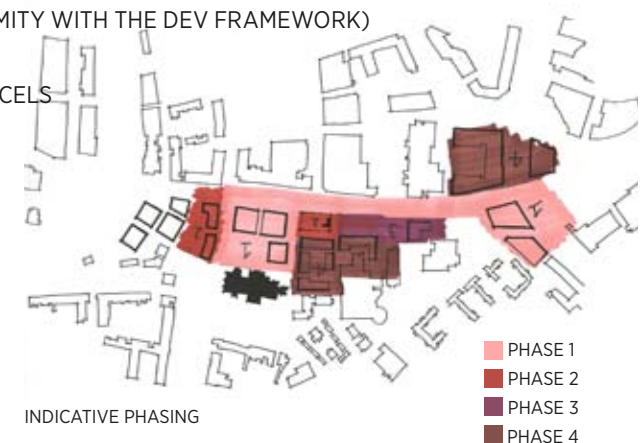 MITY WITH THE DEV FRAMEWORK)
CELS
PHASE 1
PHASE 2
PHASE 3
PHASE 4
INDICATIVE PHASING